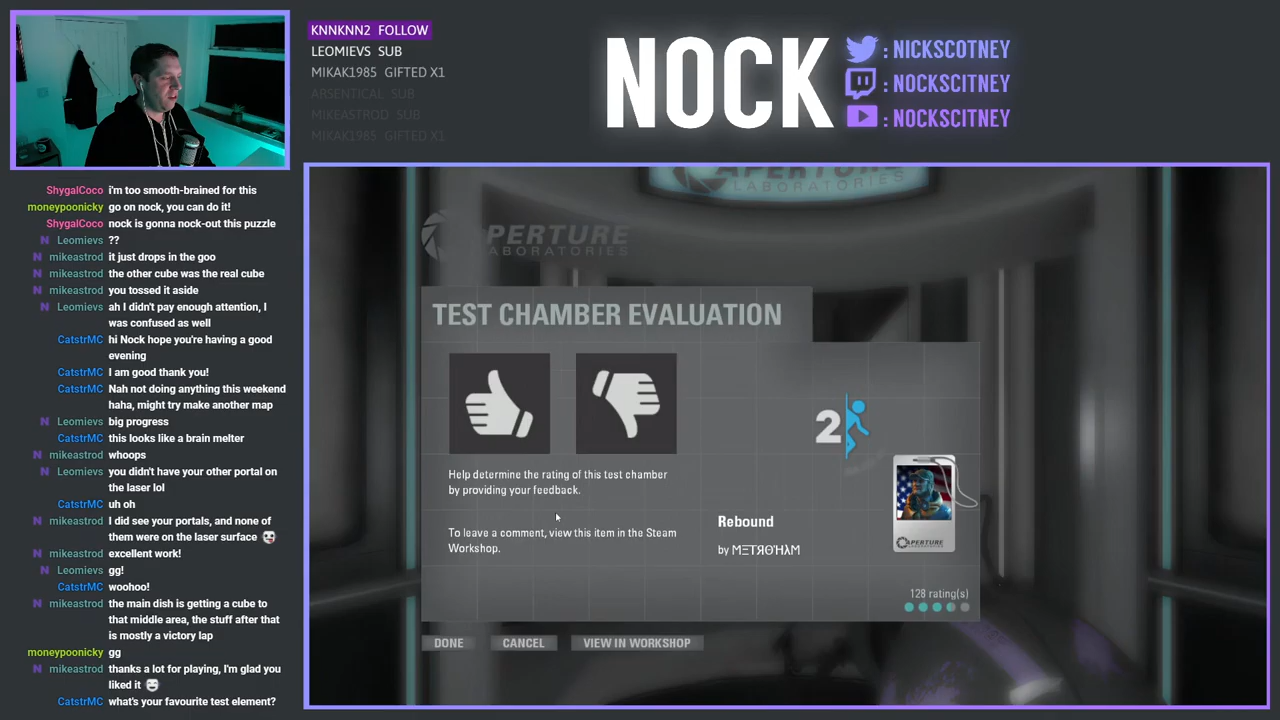 KNNKNN2 FOLLOW
LEOMIEVS SUB
MIKAK1985 GIFTED X1
ARSENTICAL SUB
MIKEASTROD SUB
MIKAK1985 GIFTED X1
NOCK
: NICKSCOTNEY
: NOCKSCITNEY
: NOCKSCITNEY
ShygalCoco i'm too smooth-brained for this
moneypoonicky go on nock, you can do it!
ShygalCoco nock is gonna nock-out this puzzle
N Leomievs ??
N mikeastrod it just drops in the goo
N mikeastrod the other cube was the real cube
N mikeastrod you tossed it aside
N Leomievs ah I didn't pay enough attention, I
was confused as well
CatstrMC hi Nock hope you're having a good
evening
CatstrMC I am good thank you!
CatstrMC Nah not doing anything this weekend
haha, might try make another map
N Leomievs big progress
CatstrMC this looks like a brain melter
N mikeastrod whoops
N Leomievs you didn't have your other portal on
the laser lol
CatstrMC uh oh
N mikeastrod I did see your portals, and none of
them were on the laser surface
N mikeastrod excellent work!
N Leomievs gg!
CatstrMC woohoo!
N mikeastrod the main dish is getting a cube to
that middle area, the stuff after that
is mostly a victory lap
moneypoonicky gg
N mikeastrod thanks a lot for playing, I'm glad you
liked it
CatstrMC what's your favourite test element?
APERTURE
LABORATORIES
APERTURE
LABORATORIES
TEST CHAMBER EVALUATION
2
Help determine the rating of this test chamber
by providing your feedback.
To leave a comment, view this item in the Steam
Workshop.
Rebound
by MΞTЯΘʹHλM
APERTURE
128 rating(s)
DONE CANCEL VIEW IN WORKSHOP